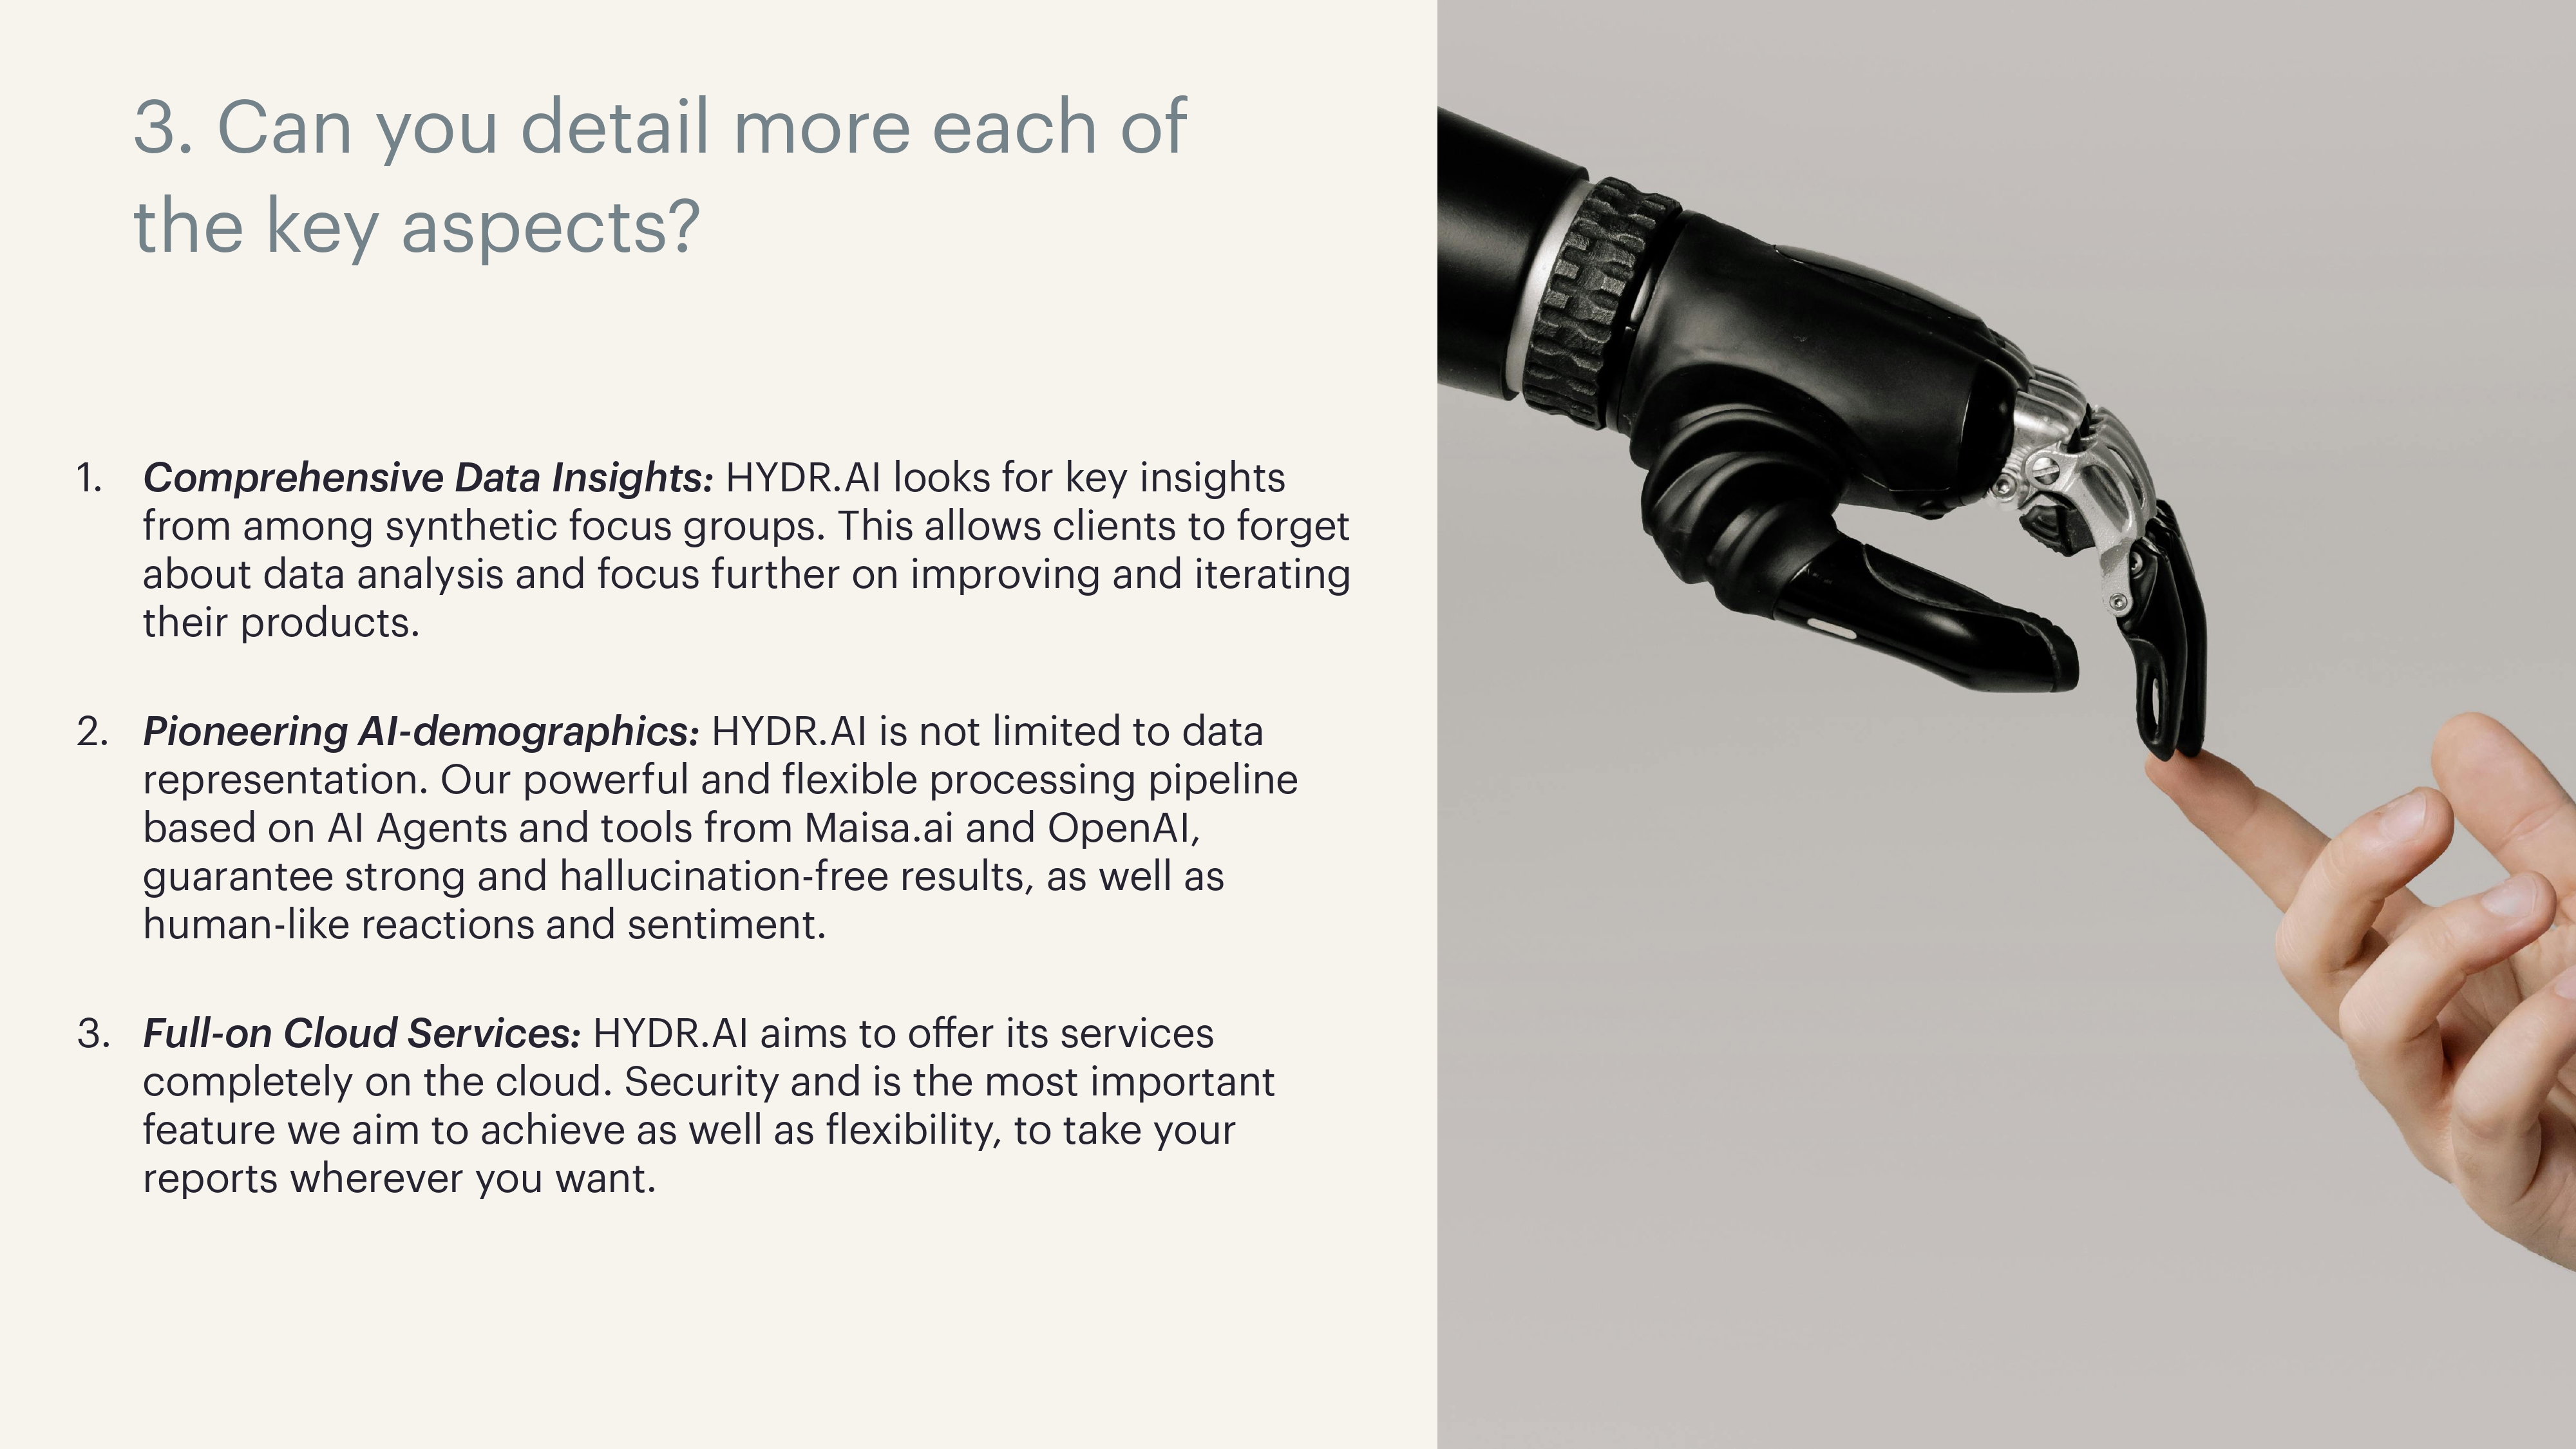 3. Can you detail more each of
the key aspects?
1. Comprehensive Data Insights: HYDR.AI looks for key insights
from among synthetic focus groups. This allows clients to forget
about data analysis and focus further on improving and iterating
their products.
2. Pioneering AI-demographics: HYDR.AI is not limited to data
representation. Our powerful and flexible processing pipeline
based on AI Agents and tools from Maisa.ai and OpenAI,
guarantee strong and hallucination-free results, as well as
human-like reactions and sentiment.
3. Full-on Cloud Services: HYDR.AI aims to offer its services
completely on the cloud. Security and is the most important
feature we aim to achieve as well as flexibility, to take your
reports wherever you want.